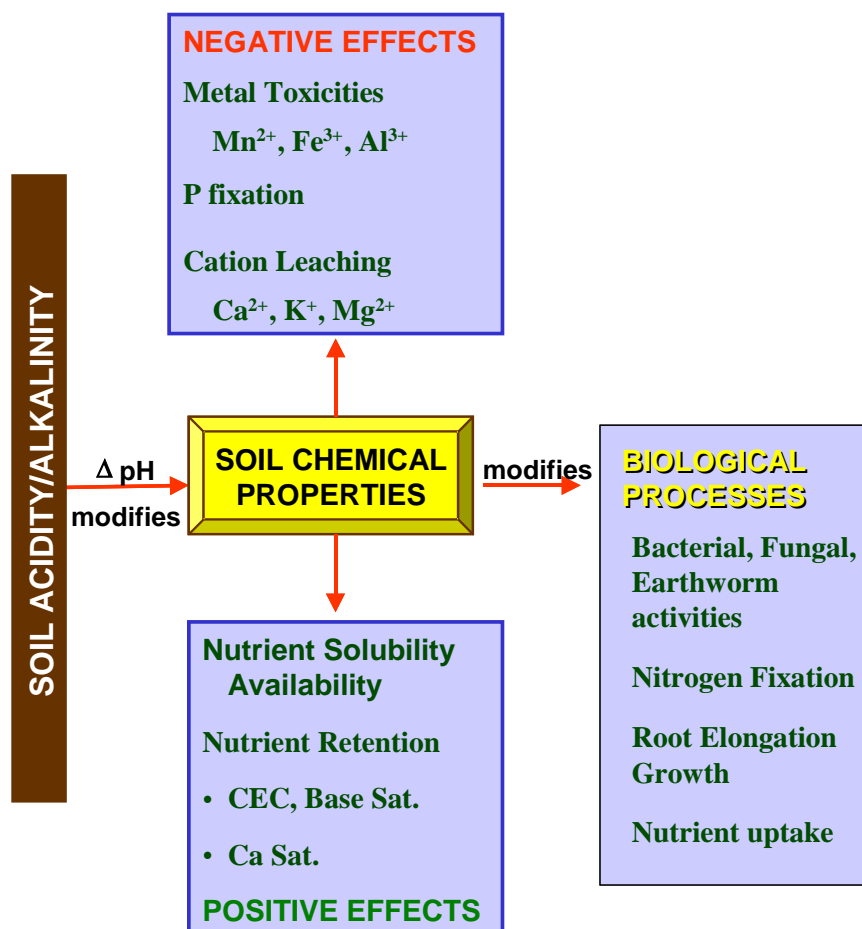 NEGATIVE EFFECTS
Metal Toxicities
Mn²⁺, Fe³⁺, Al³⁺
P fixation
Cation Leaching
Ca²⁺, K⁺, Mg²⁺
SOIL ACIDITY/ALKALINITY
Δ pH
modifies
SOIL CHEMICAL
PROPERTIES
modifies
BIOLOGICAL
PROCESSES
Bacterial, Fungal,
Earthworm
activities
Nitrogen Fixation
Root Elongation
Growth
Nutrient uptake
Nutrient Solubility
Availability
Nutrient Retention
• CEC, Base Sat.
• Ca Sat.
POSITIVE EFFECTS